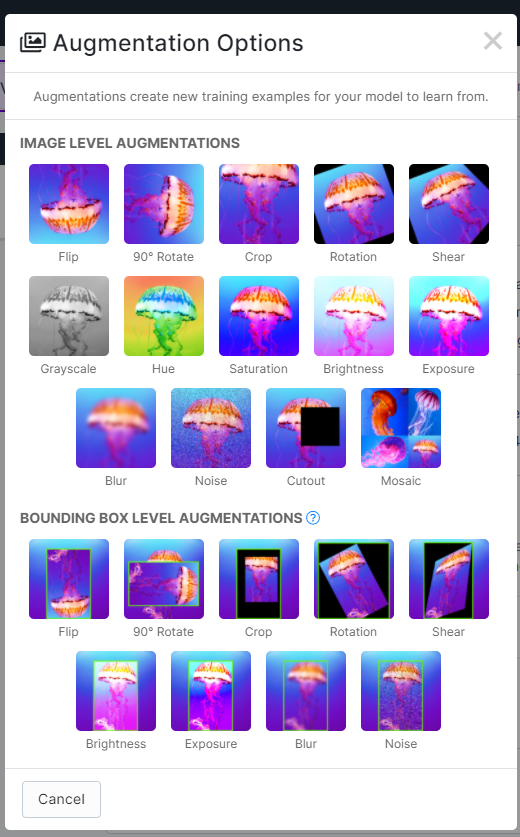 Augmentation Options
Augmentations create new training examples for your model to learn from.
IMAGE LEVEL AUGMENTATIONS
Flip 90° Rotate Crop Rotation Shear
Grayscale Hue Saturation Brightness Exposure
Blur Noise Cutout Mosaic
BOUNDING BOX LEVEL AUGMENTATIONS ?
Flip 90° Rotate Crop Rotation Shear
Brightness Exposure Blur Noise
Cancel